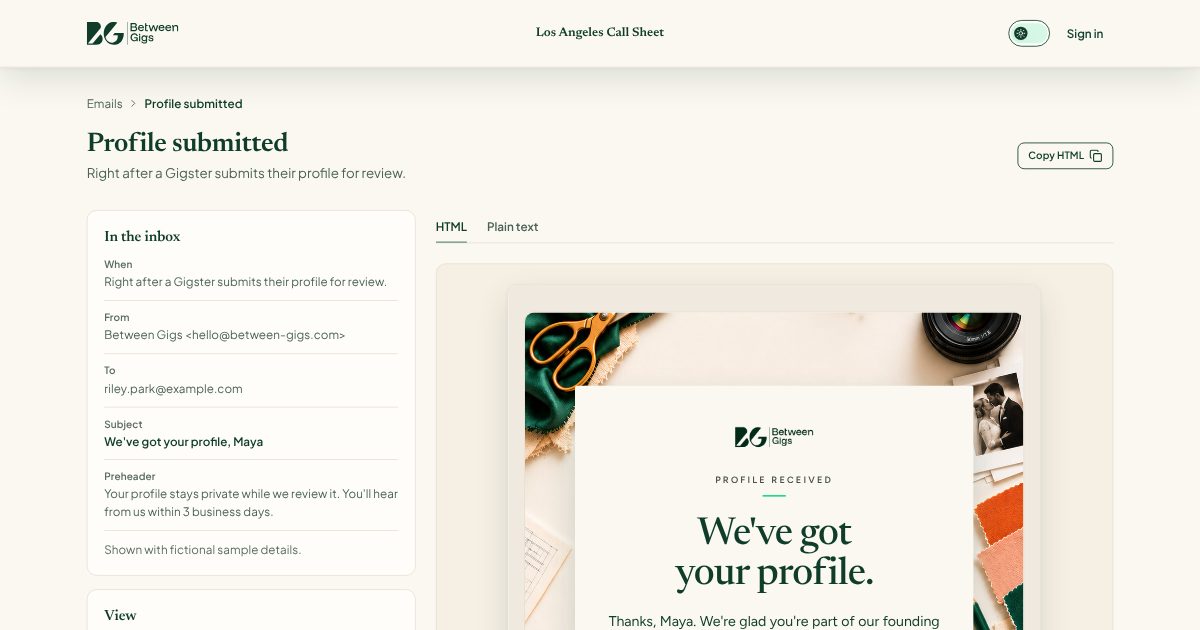 Between
Gigs
Los Angeles Call Sheet
Sign in
Emails > Profile submitted
Profile submitted
Right after a Gigster submits their profile for review.
Copy HTML
In the inbox
When
Right after a Gigster submits their profile for review.
From
Between Gigs <hello@between-gigs.com>
To
riley.park@example.com
Subject
We've got your profile, Maya
Preheader
Your profile stays private while we review it. You'll hear
from us within 3 business days.
Shown with fictional sample details.
View
HTML
Plain text
BG
Between
Gigs
PROFILE RECEIVED
We've got
your profile.
Thanks, Maya. We're glad you're part of our founding